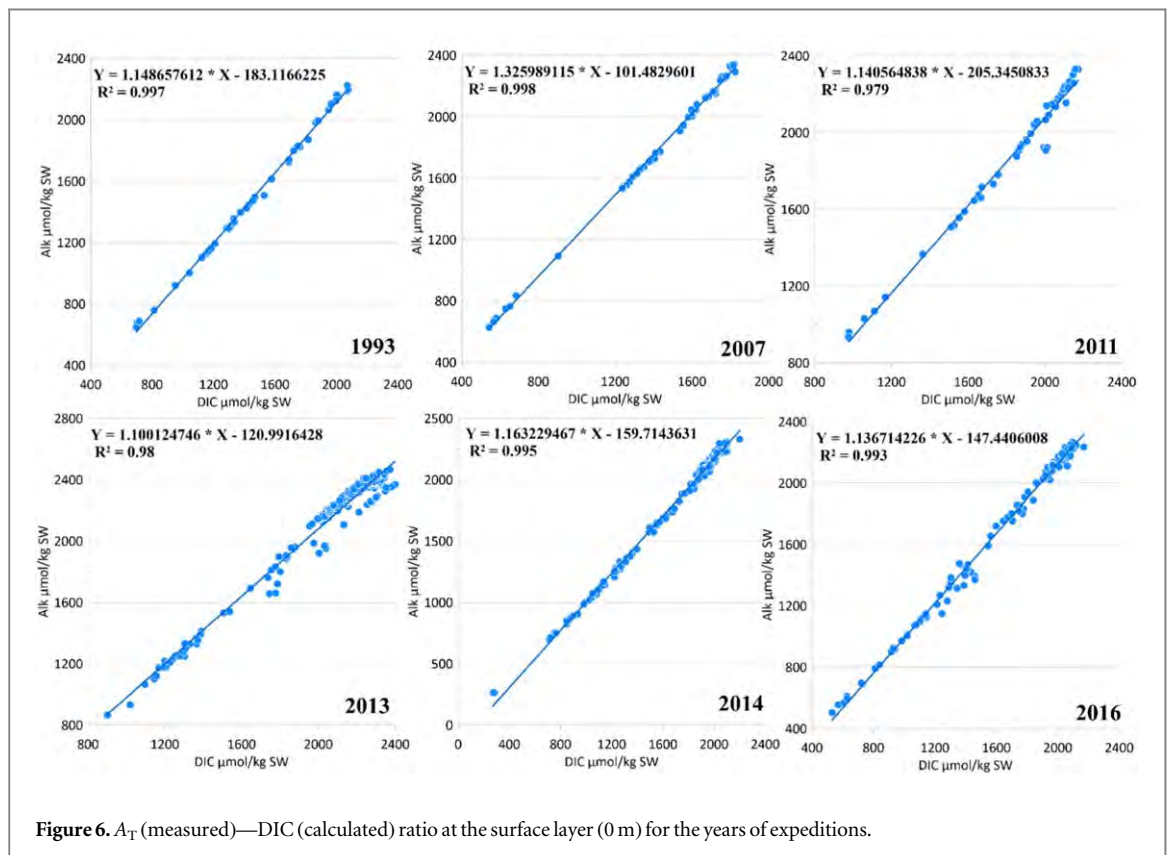 2400
2000
1600
1200
800
400
Alk µmol/kg SW
Y = 1.148657612 * X - 183.1166225
R² = 0.997
1993
400 800 1200 1600 2000 2400
DIC µmol/kg SW
2400
2000
1600
1200
800
400
Alk µmol/kg SW
Y = 1.325989115 * X - 101.4829601
R² = 0.998
2007
400 600 800 1000 1200 1400 1600 1800 2000
DIC µmol/kg SW
2400
2000
1600
1200
800
Alk µmol/kg SW
Y = 1.140564838 * X - 205.3450833
R² = 0.979
2011
800 1200 1600 2000 2400
DIC µmol/kg SW
2800
2400
2000
1600
1200
800
Alk µmol/kg SW
Y = 1.100124746 * X - 120.9916428
R² = 0.98
2013
800 1200 1600 2000 2400
DIC µmol/kg SW
2500
2000
1500
1000
500
0
Alk µmol/kg SW
Y = 1.163229467 * X - 159.7143631
R² = 0.995
2014
0 400 800 1200 1600 2000 2400
DIC µmol/kg SW
2400
2000
1600
1200
800
400
Alk µmol/kg SW
Y = 1.136714226 * X - 147.4406008
R² = 0.993
2016
400 800 1200 1600 2000 2400
DIC µmol/kg SW
Figure 6. A_T (measured)—DIC (calculated) ratio at the surface layer (0 m) for the years of expeditions.